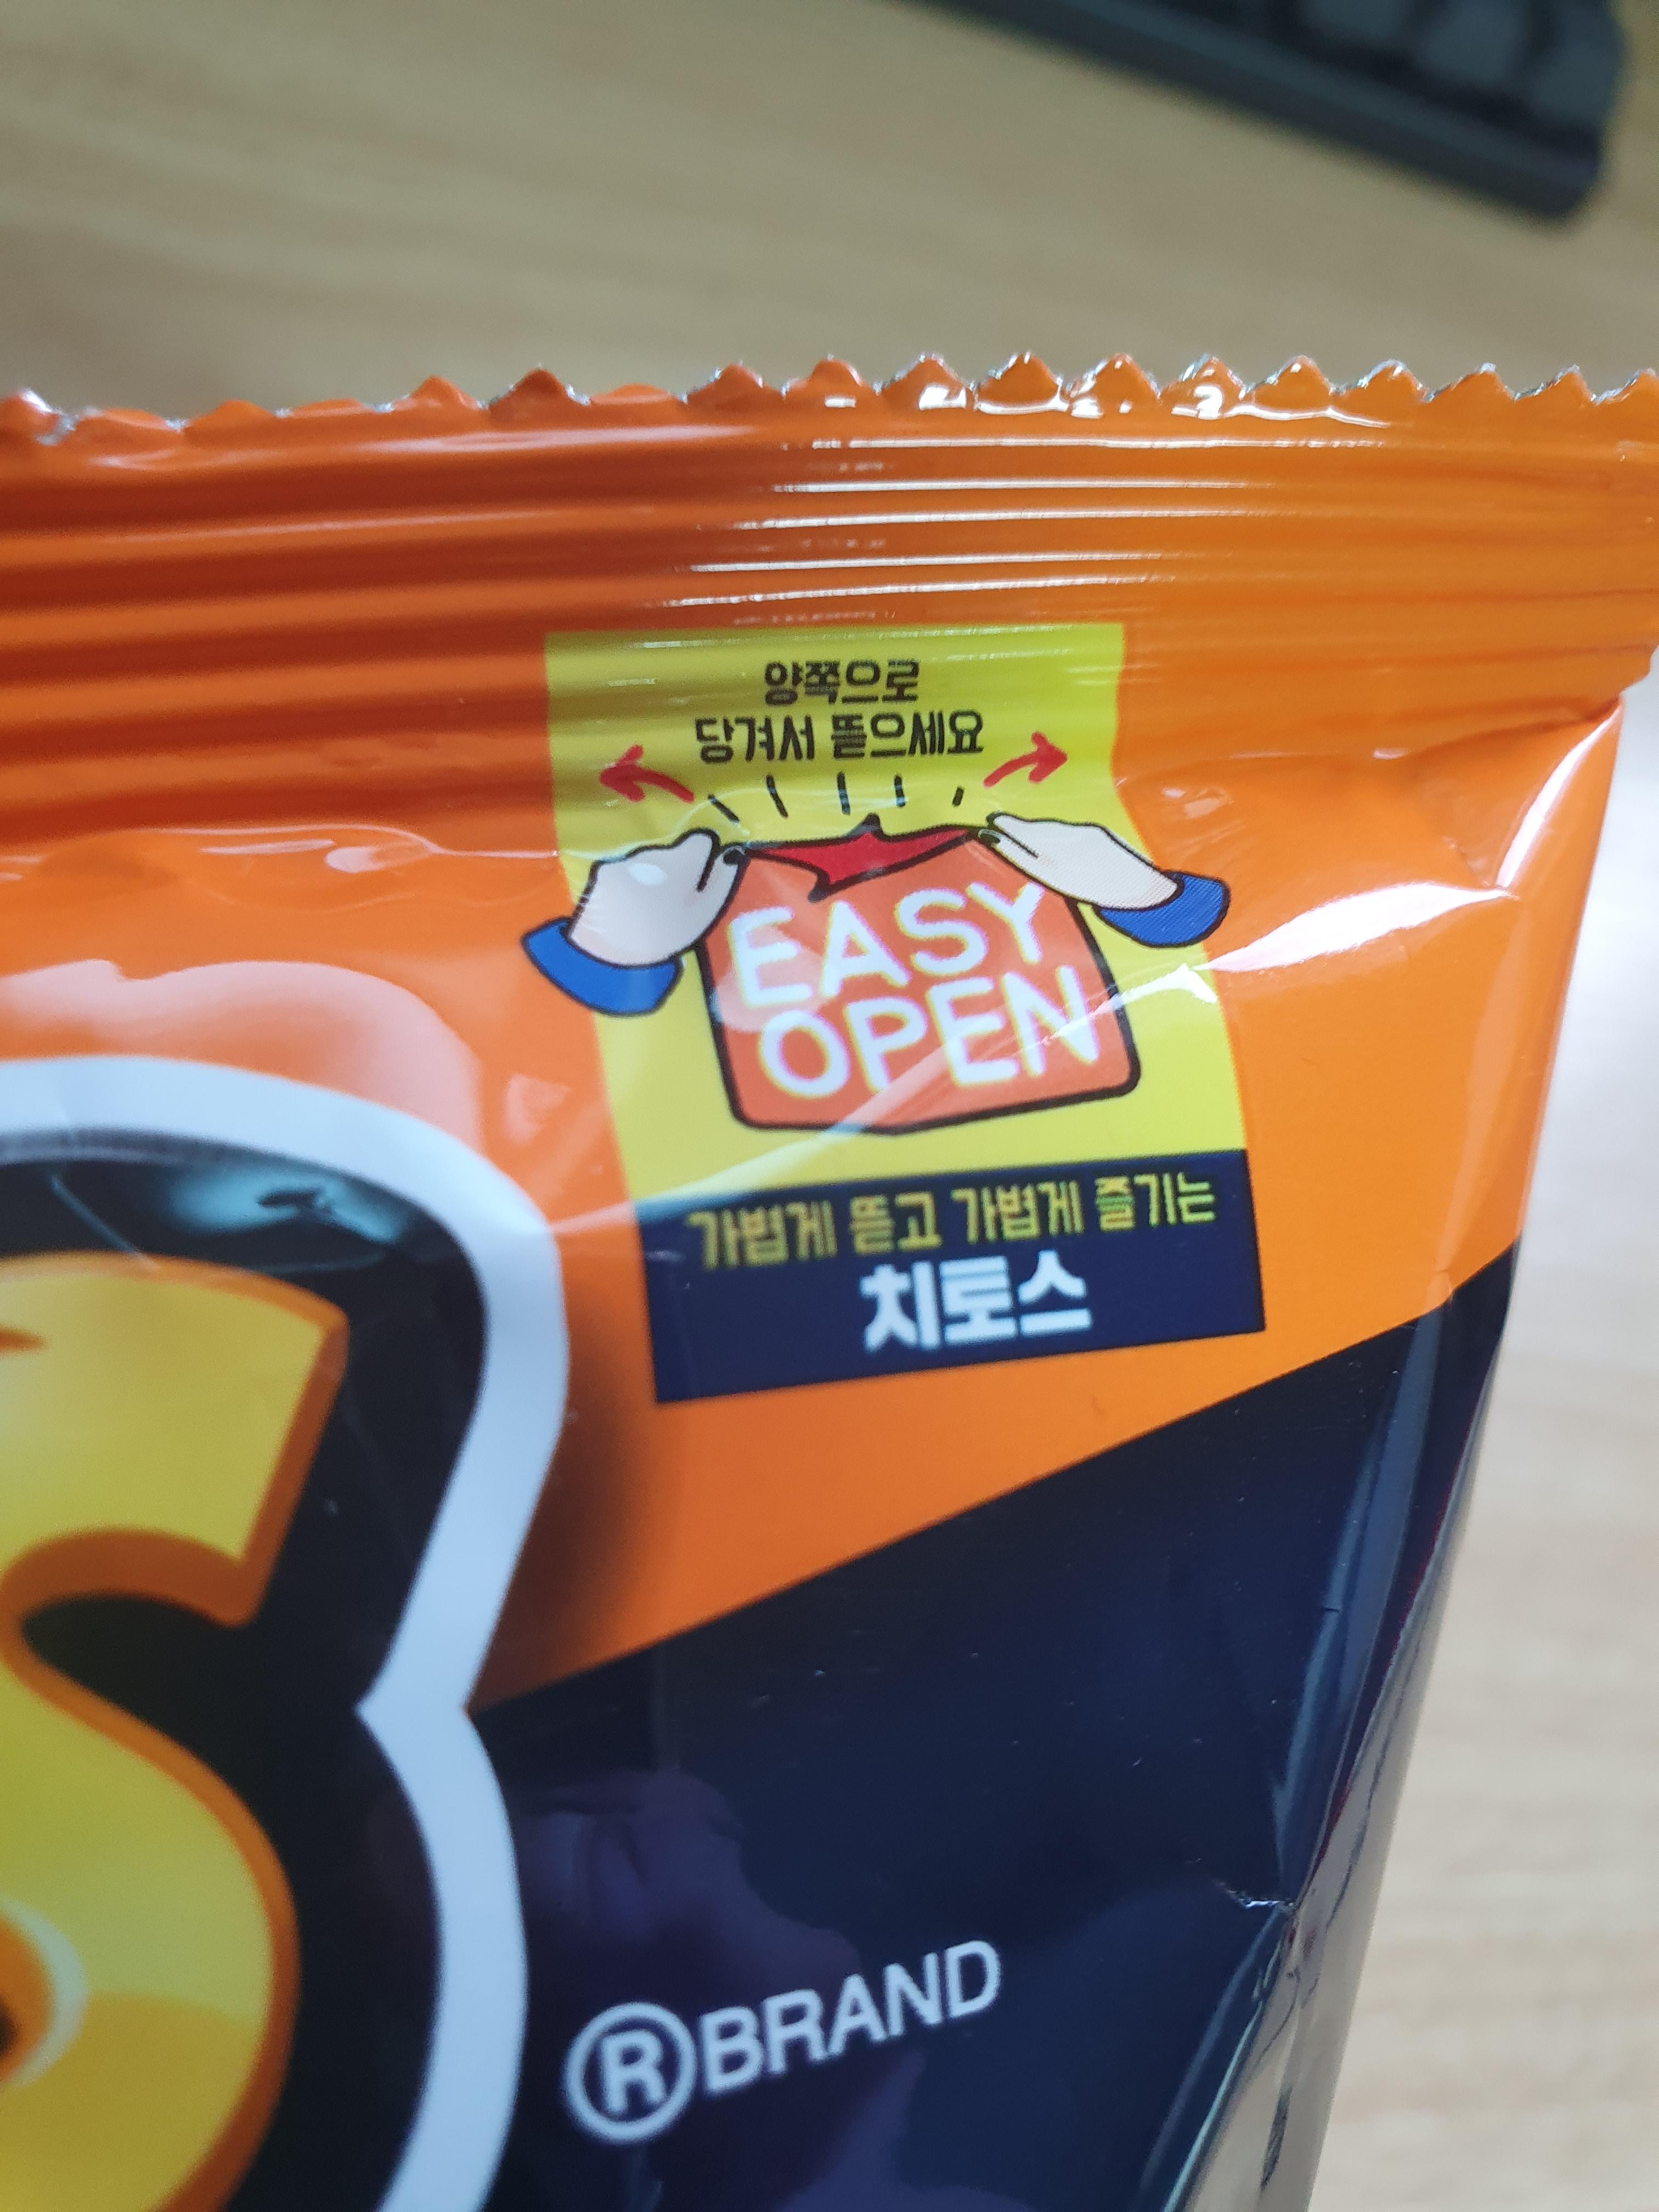 양쪽으로
당겨서 뜯으세요
EASY
OPEN
가볍게 뜯고 가볍게 즐기는
치토스
S
®BRAND